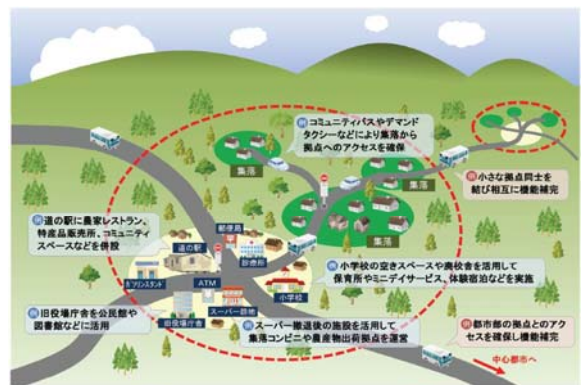 例 コミュニティバスやデマンド
タクシーなどにより集落から
拠点へのアクセスを確保
集落
集落
集落
例 小さな拠点同士を
結び相互に機能補完
例 道の駅に農家レストラン、
特産品販売所、コミュニティ
スペースなどを併設
郵便局
道の駅
診療所
ガソリンスタンド
ATM
小学校
例 小学校の空きスペースや廃校舎を活用して
保育所やミニデイサービス、体験宿泊などを実施
例 旧役場庁舎を公民館や
図書館などに活用
旧役場庁舎
スーパー跡地
例 スーパー撤退後の施設を活用して
集落コンビニや農産物出荷拠点を運営
例 都市部の拠点とのアク
セスを確保し機能補完
中心都市へ